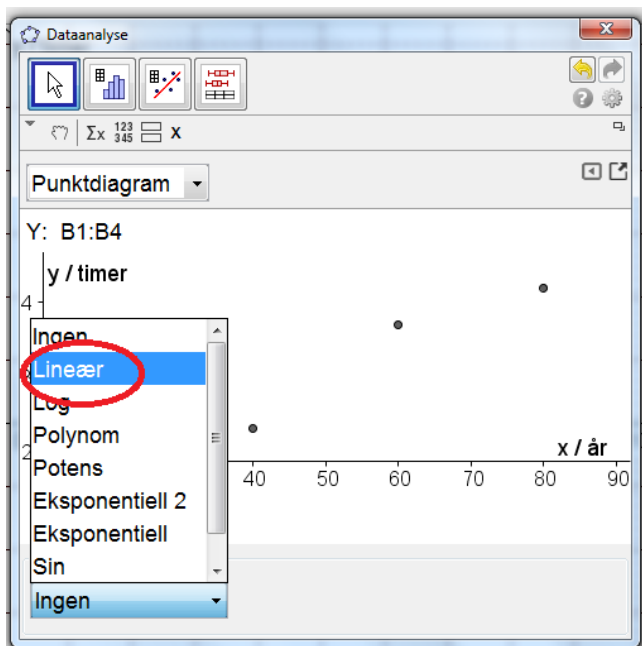 Dataanalyse
Σx 123 345 X
Punktdiagram
Y: B1:B4
y / timer
4
Ingen
Lineær
Log
Polynom
2
x / år
40 50 60 70 80 90
Potens
Eksponentiell 2
Eksponentiell
Sin
Ingen